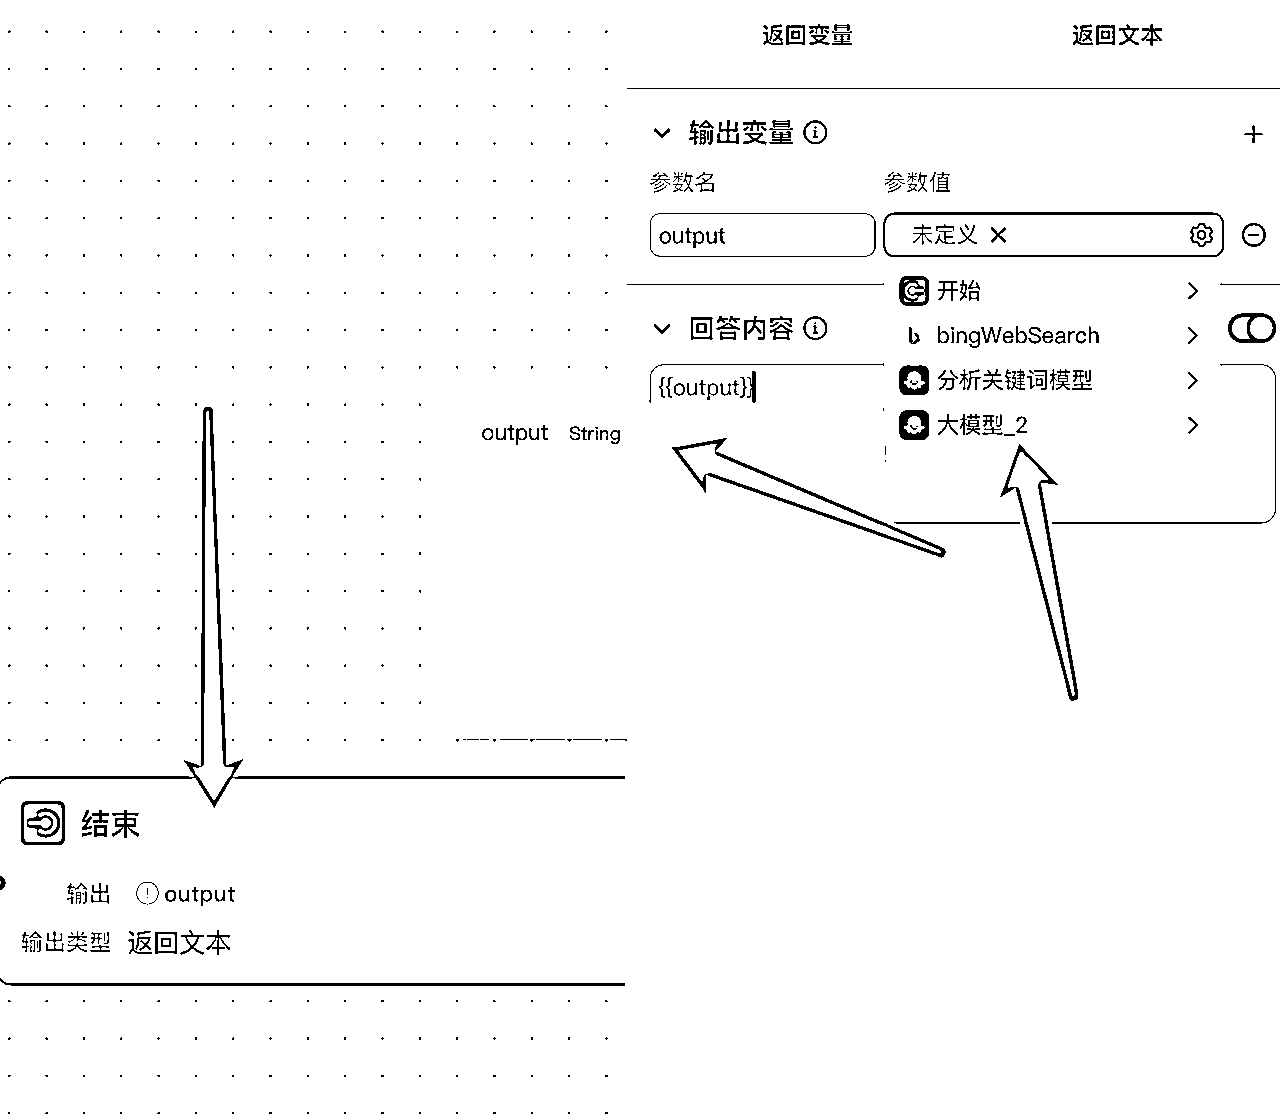 返回变量
返回文本
输出变量
参数名
参数值
output
未定义
开始
回答内容
bingWebSearch
{{output}}
分析关键词模型
大模型_2
output String
结束
输出 output
输出类型 返回文本